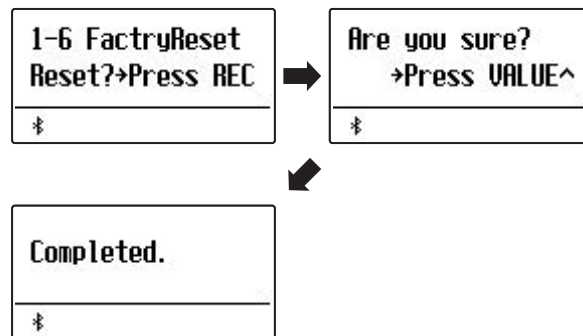 1-6 FactryReset
Reset?→Press REC
Are you sure?
→Press VALUE^
Completed.